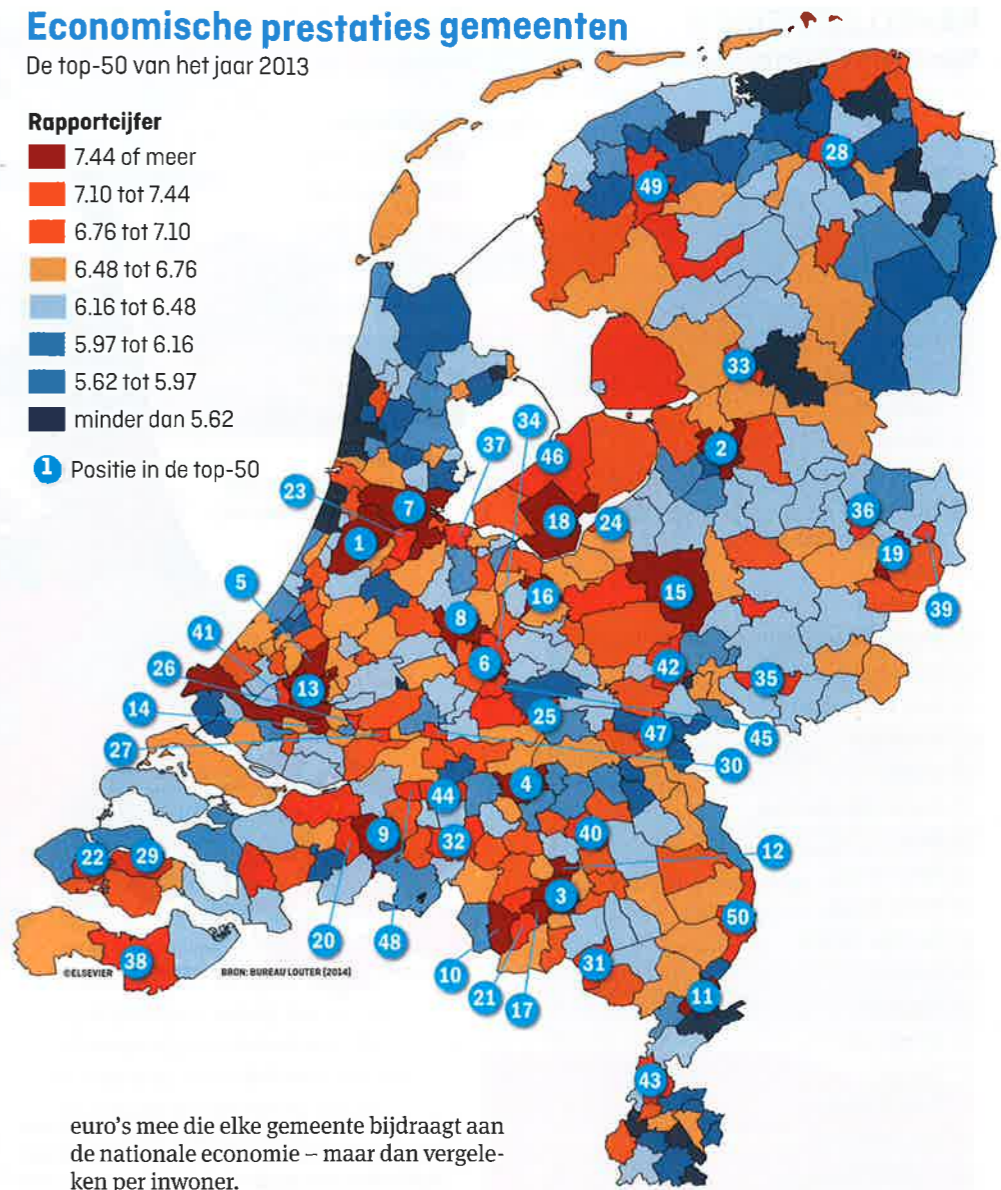 Economische prestaties gemeenten
De top-50 van het jaar 2013
Rapportcijfer
7.44 of meer
7.10 tot 7.44
6.76 tot 7.10
6.48 tot 6.76
6.16 tot 6.48
5.97 tot 6.16
5.62 tot 5.97
minder dan 5.62
1 Positie in de top-50
28
49
33
34
37
46
2
23
7
18
24
36
1
19
5
16
15
39
8
41
6
42
26
13
35
14
25
47
45
27
30
4
44
9
32
40
12
22
29
3
50
20
48
38
10
31
21
11
17
©ELSEVIER
BRON: BUREAU LOUTER (2014)
43
euro's mee die elke gemeente bijdraagt aan
de nationale economie – maar dan vergele-
ken per inwoner.